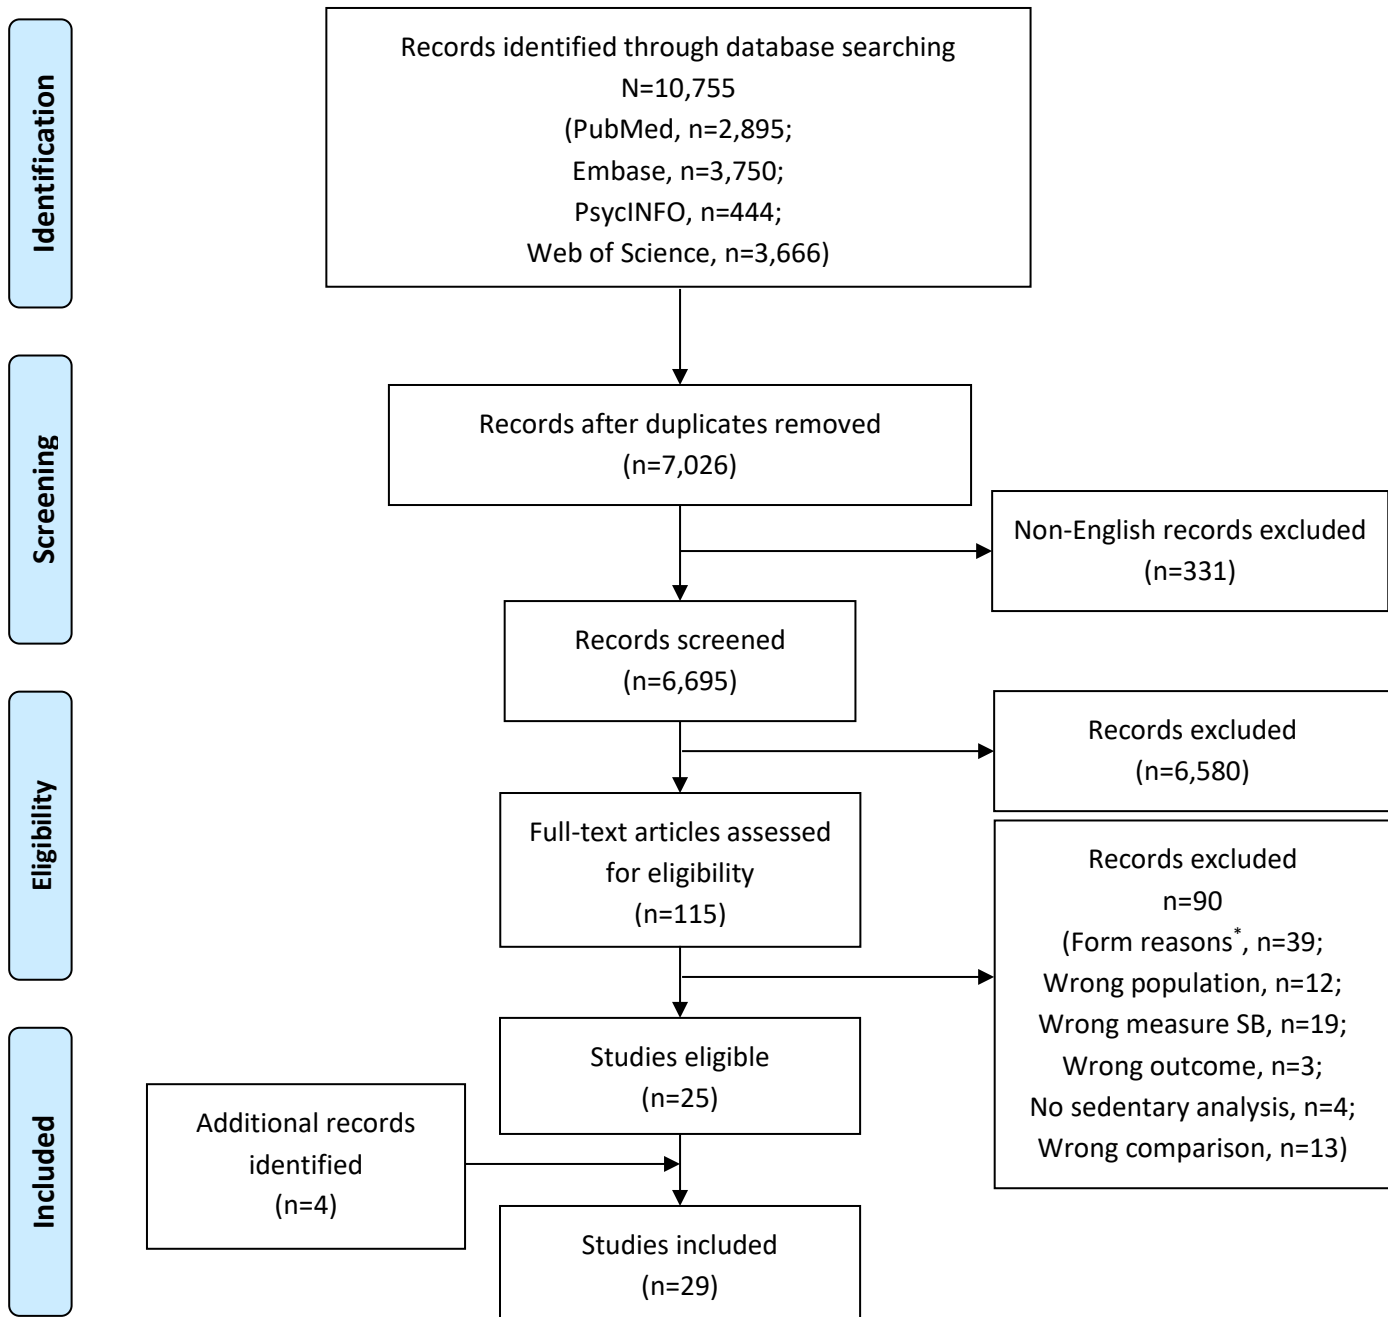 Identification
Records identified through database searching
N=10,755
(PubMed, n=2,895;
Embase, n=3,750;
PsycINFO, n=444;
Web of Science, n=3,666)
Screening
Records after duplicates removed
(n=7,026)
Non-English records excluded
(n=331)
Records screened
(n=6,695)
Eligibility
Records excluded
(n=6,580)
Full-text articles assessed
for eligibility
(n=115)
Records excluded
n=90
(Form reasons*, n=39;
Wrong population, n=12;
Wrong measure SB, n=19;
Wrong outcome, n=3;
No sedentary analysis, n=4;
Wrong comparison, n=13)
Included
Studies eligible
(n=25)
Additional records
identified
(n=4)
Studies included
(n=29)